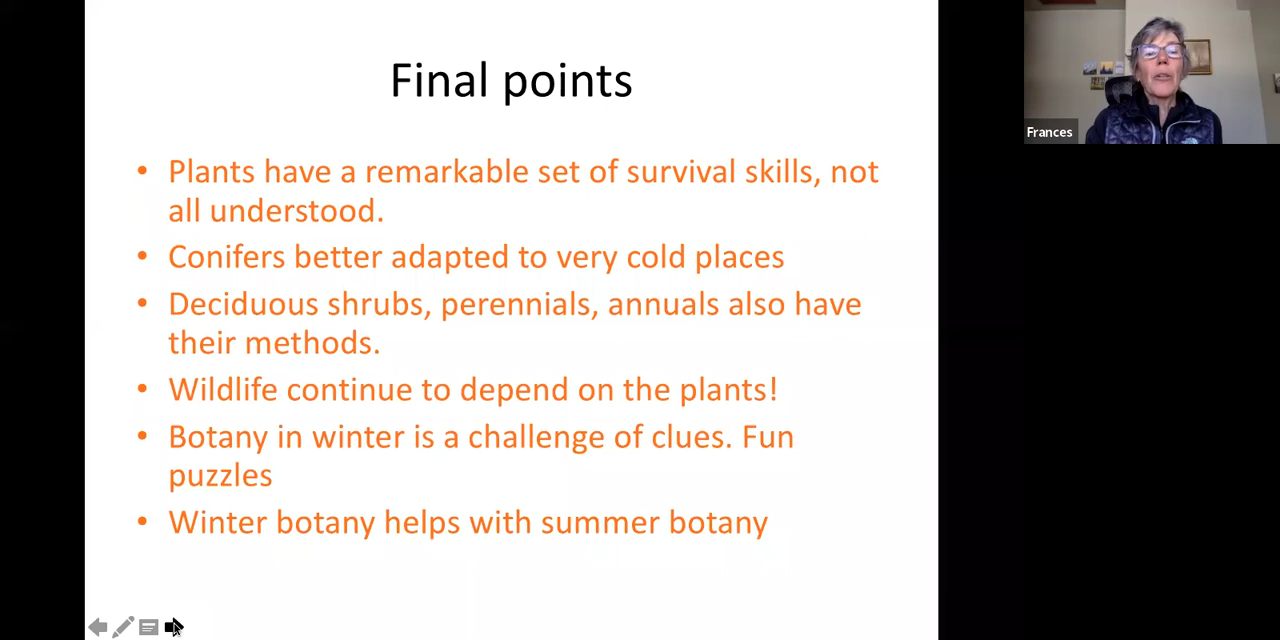 Final points
• Plants have a remarkable set of survival skills, not
all understood.
• Conifers better adapted to very cold places
• Deciduous shrubs, perennials, annuals also have
their methods.
• Wildlife continue to depend on the plants!
• Botany in winter is a challenge of clues. Fun
puzzles
• Winter botany helps with summer botany
Frances